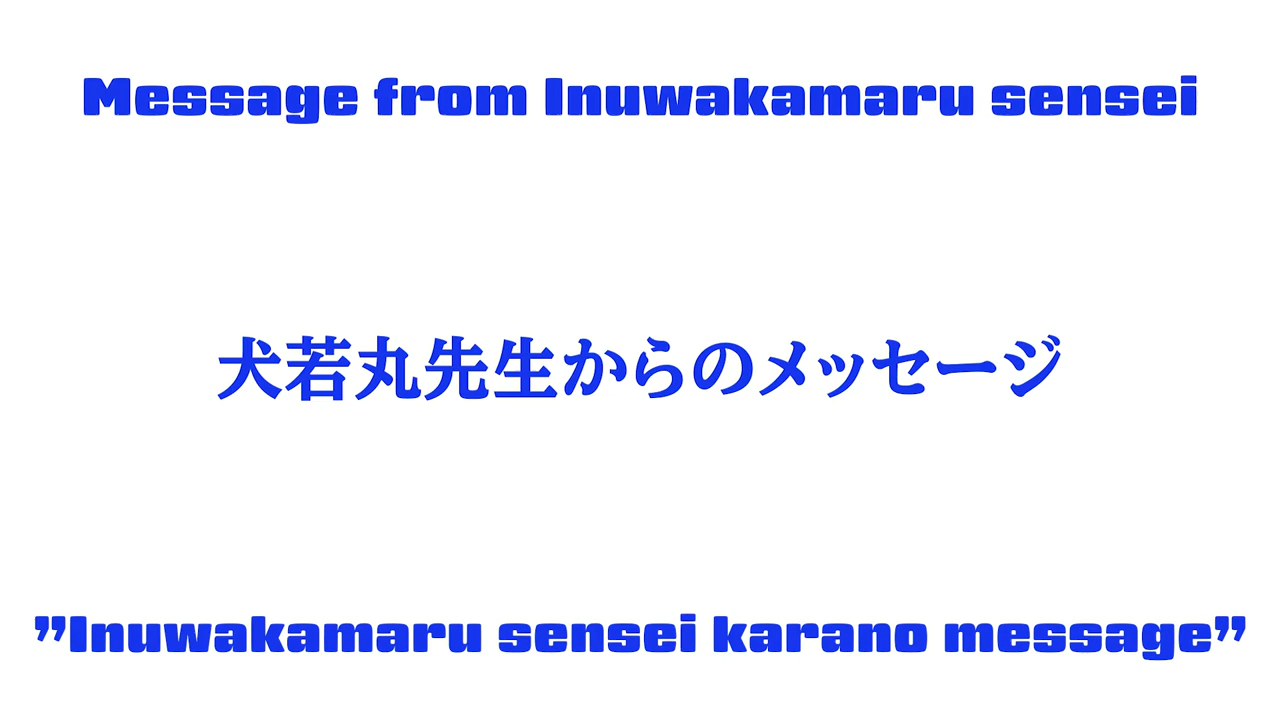 Message from Inuwakamaru sensei
犬若丸先生からのメッセージ
”Inuwakamaru sensei karano message”